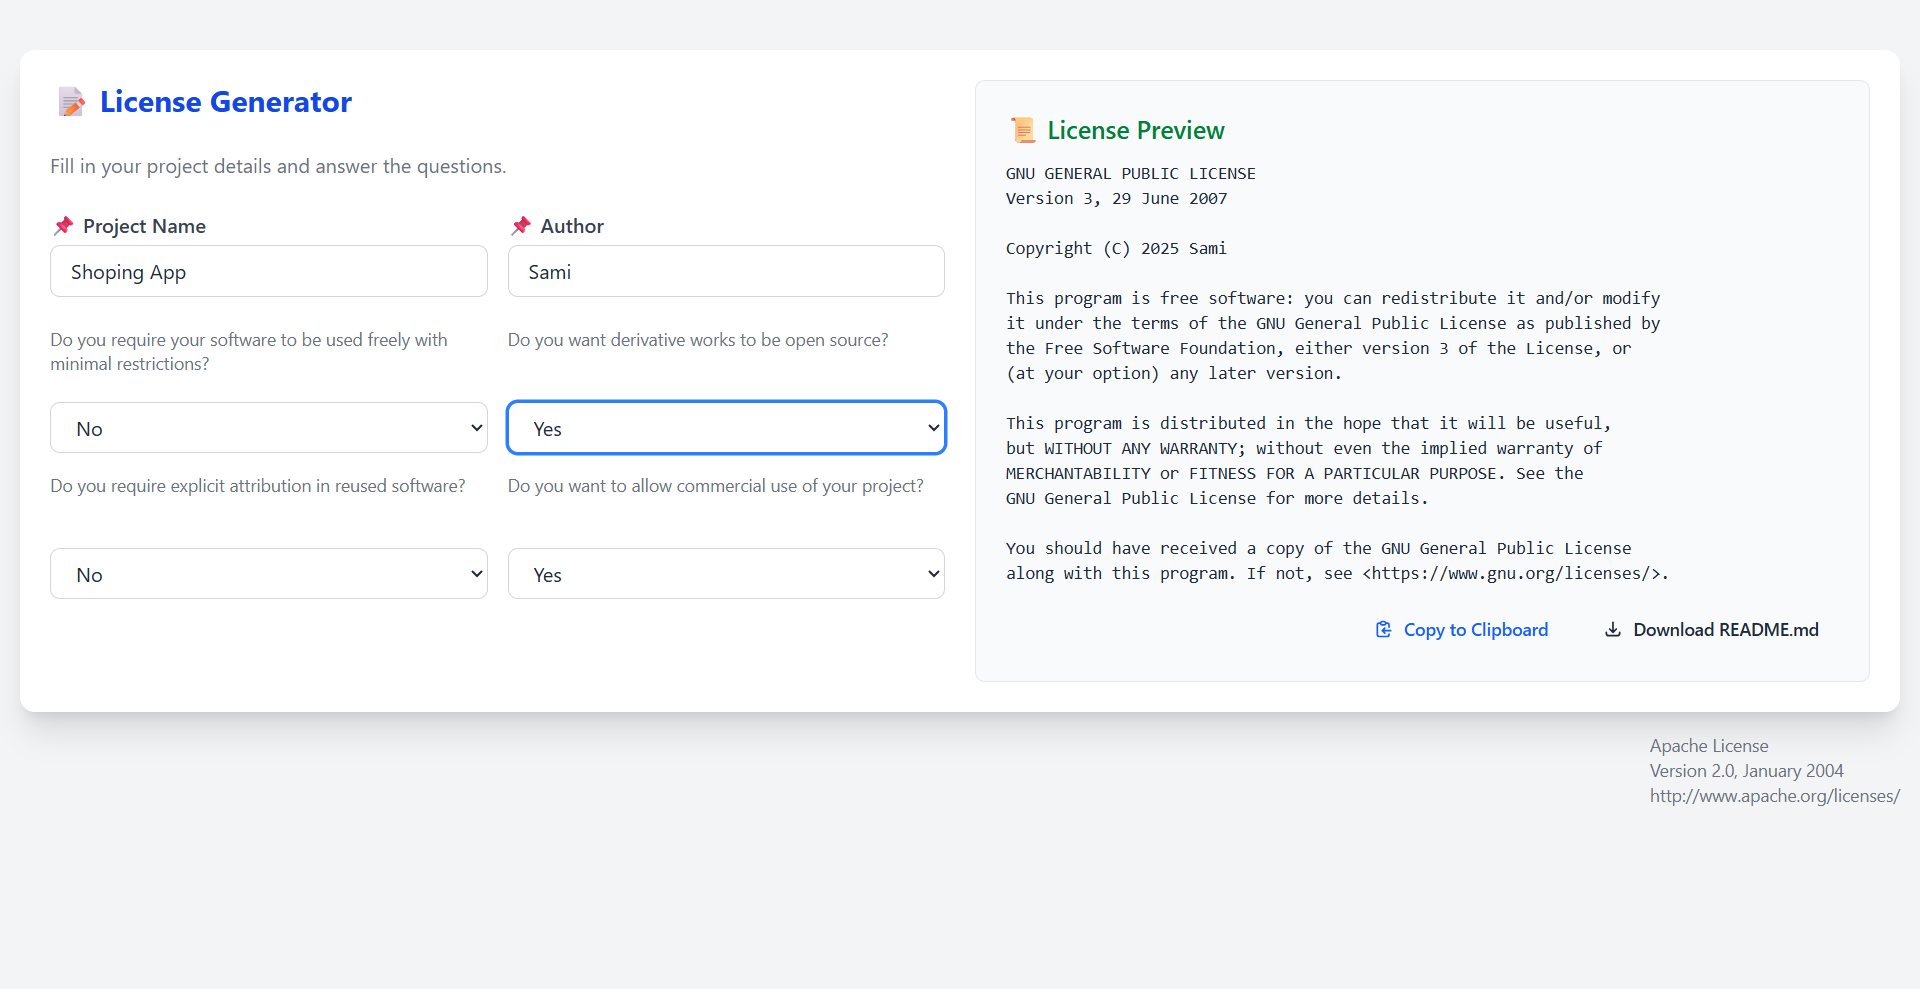 License Generator
Fill in your project details and answer the questions.
Project Name
Author
Shoping App
Sami
Do you require your software to be used freely with
minimal restrictions?
Do you want derivative works to be open source?
No
Yes
Do you require explicit attribution in reused software?
Do you want to allow commercial use of your project?
No
Yes
License Preview
GNU GENERAL PUBLIC LICENSE
Version 3, 29 June 2007
Copyright (C) 2025 Sami
This program is free software: you can redistribute it and/or modify
it under the terms of the GNU General Public License as published by
the Free Software Foundation, either version 3 of the License, or
(at your option) any later version.
This program is distributed in the hope that it will be useful,
but WITHOUT ANY WARRANTY; without even the implied warranty of
MERCHANTABILITY or FITNESS FOR A PARTICULAR PURPOSE. See the
GNU General Public License for more details.
You should have received a copy of the GNU General Public License
along with this program. If not, see <https://www.gnu.org/licenses/>.
Copy to Clipboard
Download README.md
Apache License
Version 2.0, January 2004
http://www.apache.org/licenses/